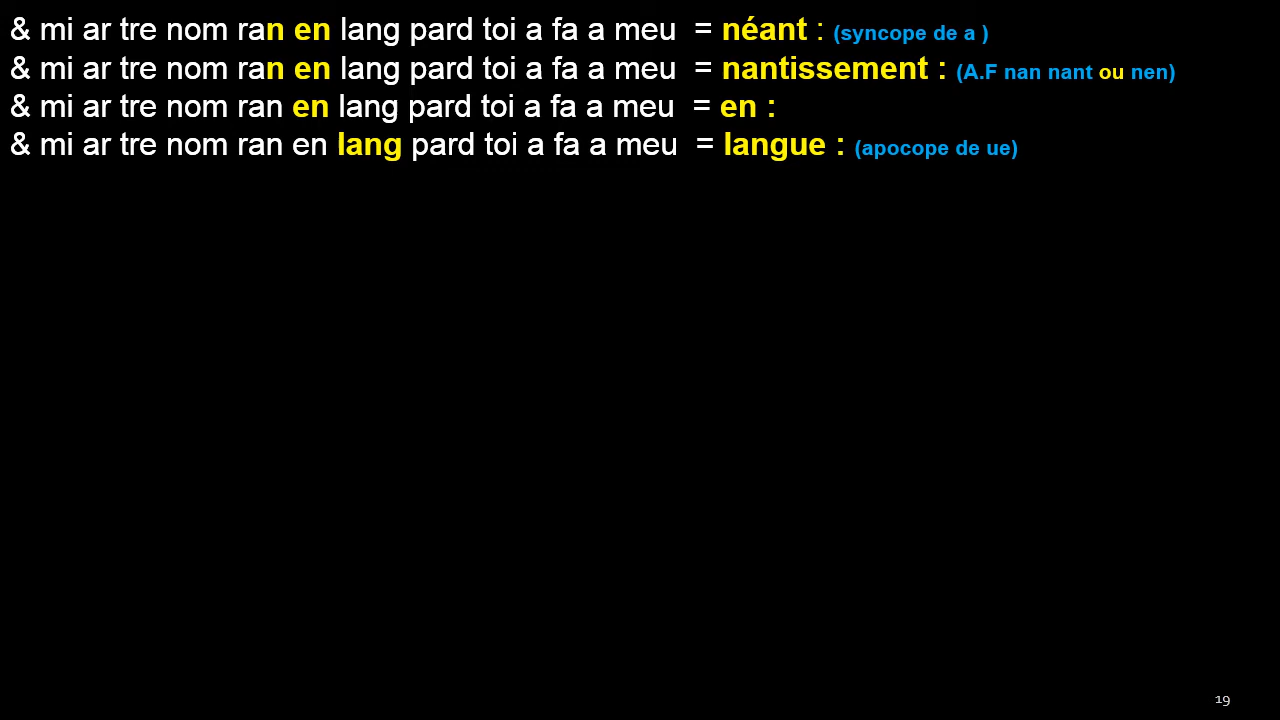 & mi ar tre nom ran en lang pard toi a fa a meu = néant : (syncope de a )
& mi ar tre nom ran en lang pard toi a fa a meu = nantissement : (A.F nan nant ou nen)
& mi ar tre nom ran en lang pard toi a fa a meu = en :
& mi ar tre nom ran en lang pard toi a fa a meu = langue : (apocope de ue)
19